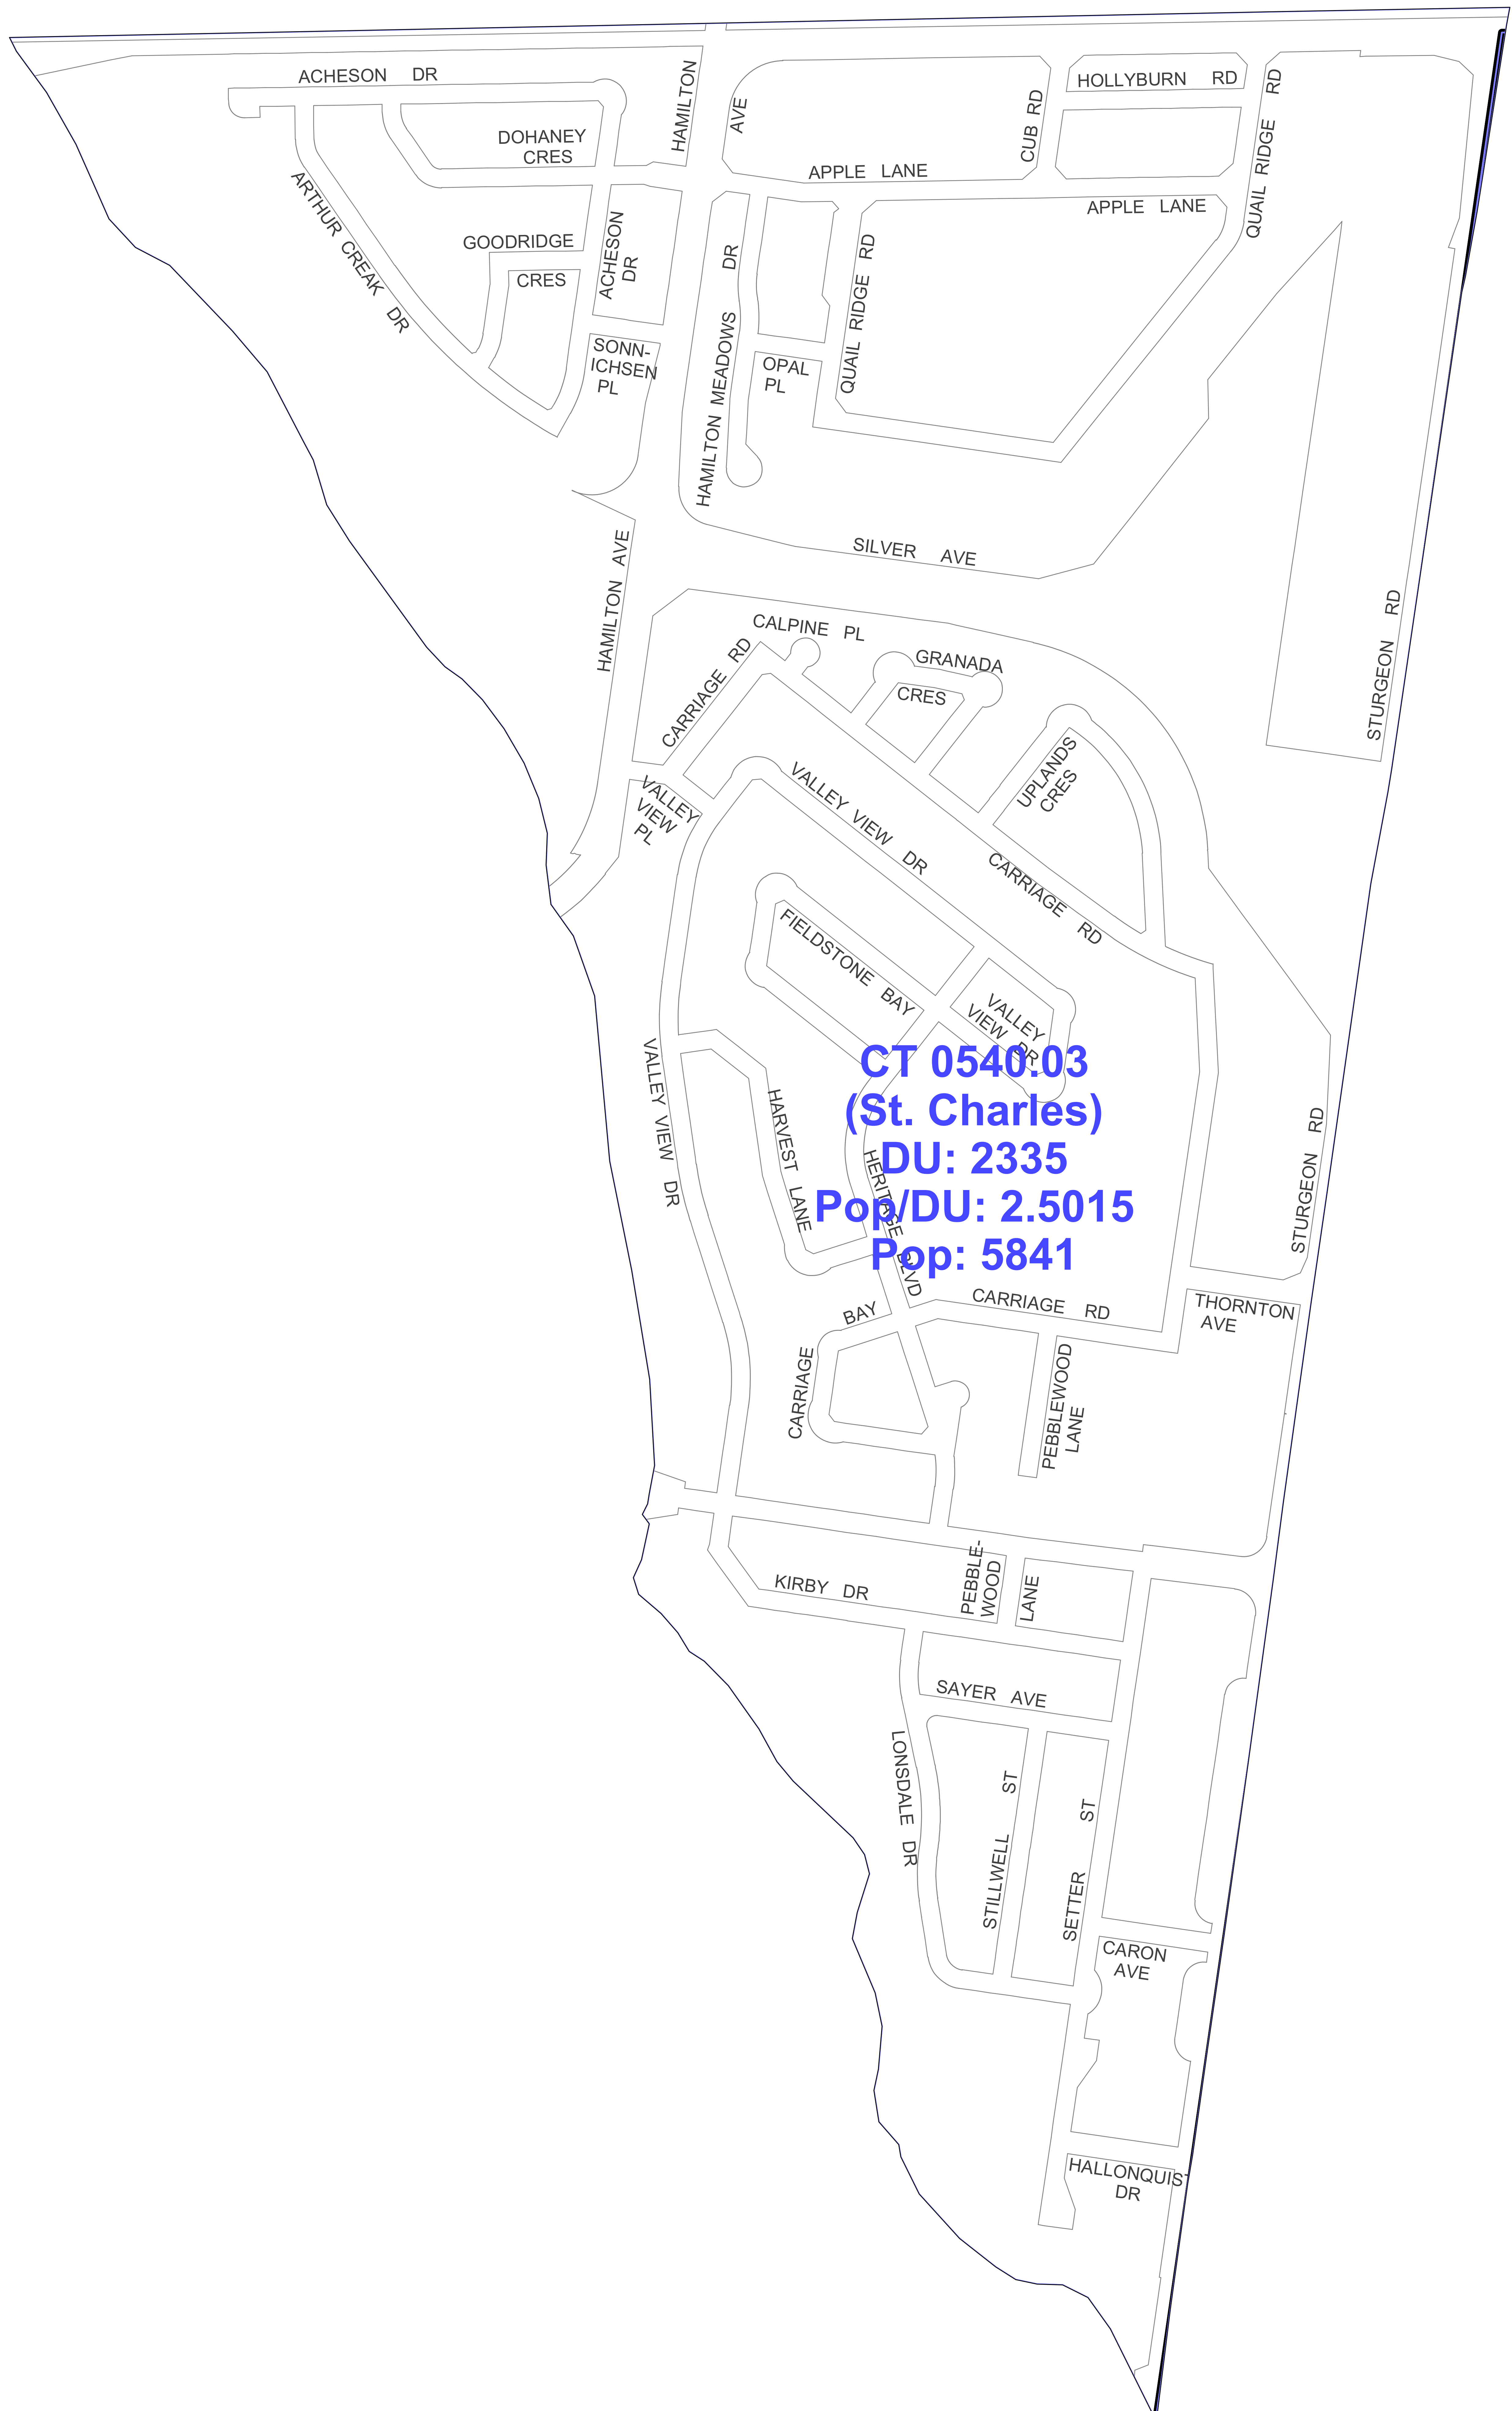 ACHESON DR
HAMILTON
AVE
CUB RD
HOLLYBURN RD
QUAIL RIDGE RD
DOHANEY
CRES
APPLE LANE
APPLE LANE
ARTHUR CREAK DR
GOODRIDGE
CRES
ACHESON
DR
HAMILTON MEADOWS DR
QUAIL RIDGE RD
SONN-
ICHSEN
PL
OPAL
PL
HAMILTON AVE
SILVER AVE
STURGEON RD
CALPINE PL
CARRIAGE RD
GRANADA
CRES
UPLANDS
CRES
VALLEY
VIEW
PL
VALLEY VIEW DR
CARRIAGE RD
FIELDSTONE BAY
VALLEY
VIEW DR
CT 0540.03
(St. Charles)
DU: 2335
Pop/DU: 2.5015
Pop: 5841
VALLEY VIEW DR
HARVEST LANE
HERITAGE BLVD
STURGEON RD
CARRIAGE RD
THORNTON
AVE
BAY
CARRIAGE
PEBBLEWOOD
LANE
KIRBY DR
PEBBLE-
WOOD
LANE
SAYER AVE
LONSDALE DR
STILLWELL ST
SETTER ST
CARON
AVE
HALLONQUIST
DR